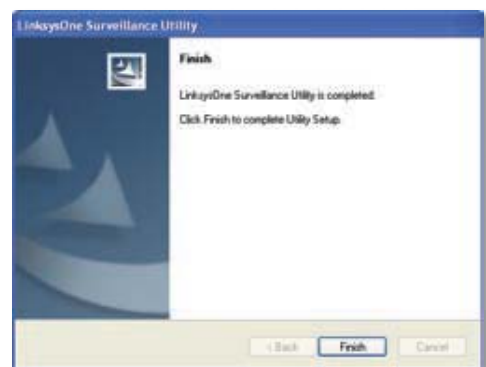 LinksysOne Surveillance Utility
Finish
LinksysOne Surveillance Utility is completed.
Click Finish to complete Utility Setup.
< Back Finish Cancel